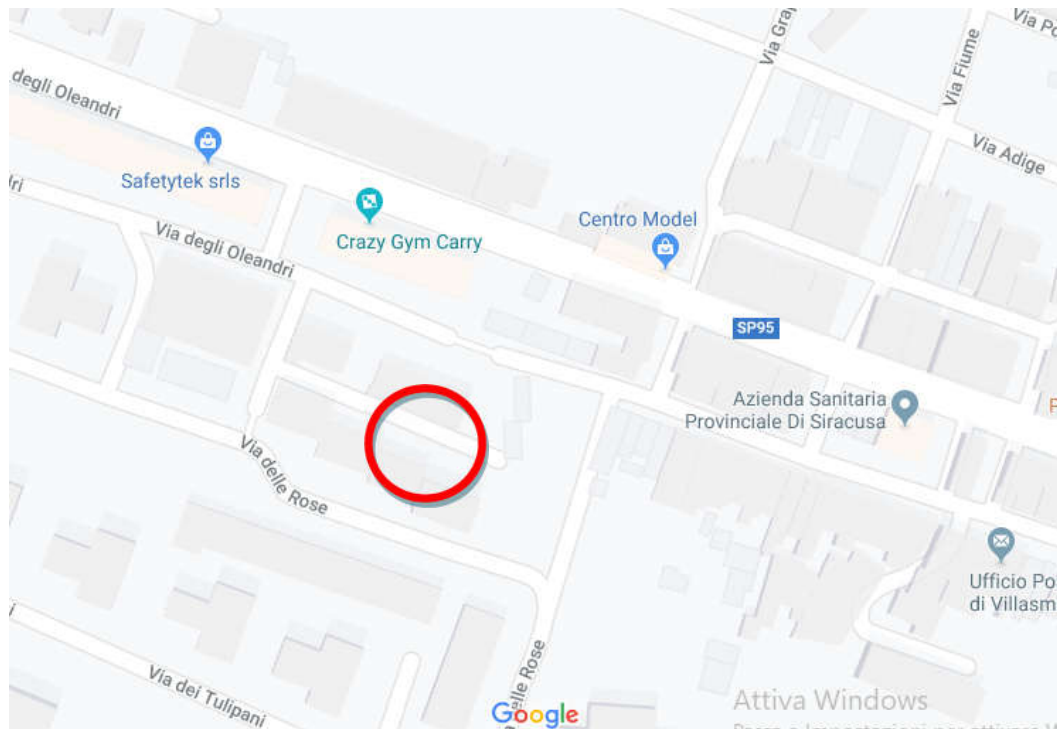 Via Gra
Via Po
Via Fiume
degli Oleandri
Via Adige
Safetytek srls
Centro Model
Crazy Gym Carry
Via degli Oleandri
SP95
Azienda Sanitaria
Provinciale Di Siracusa
Via delle Rose
Ufficio Po
di Villasm
elle Rose
Via dei Tulipani
Google
Attiva Windows